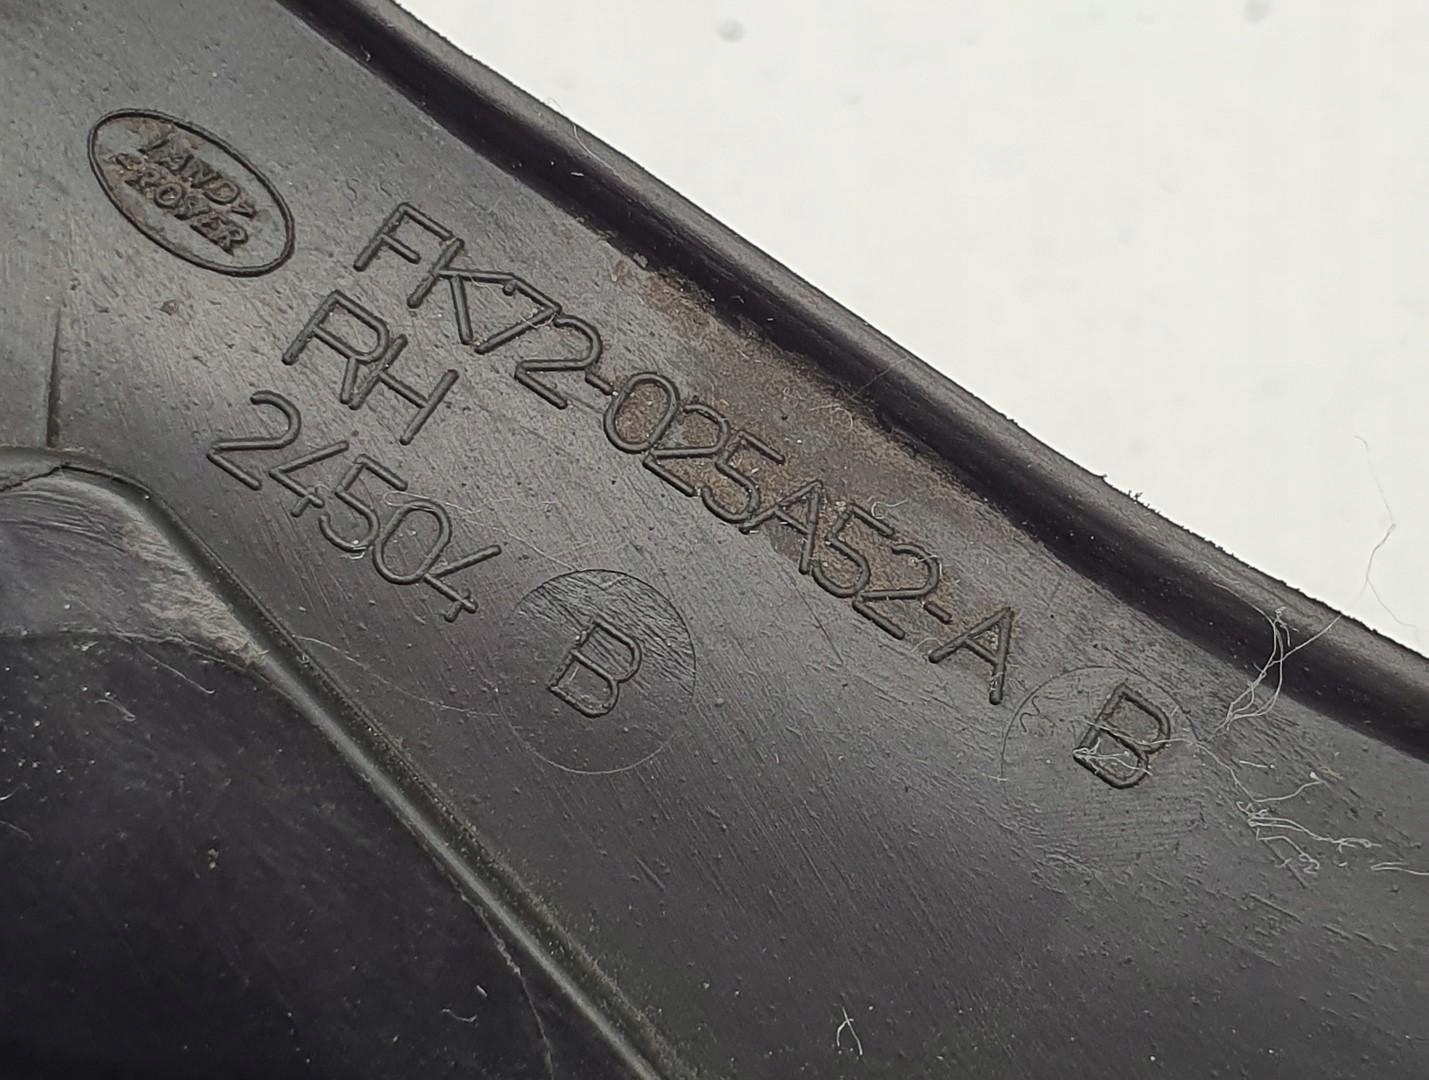 LAND
ROVER
FK72-025A52-A B
RH
24504 B